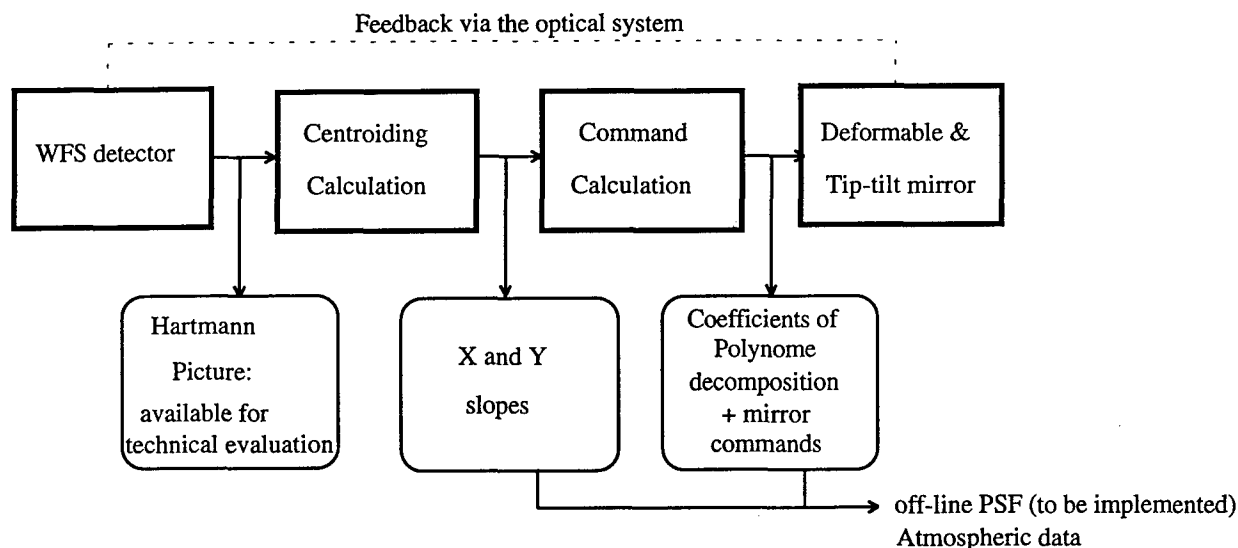 Feedback via the optical system
WFS detector
Centroiding
Calculation
Command
Calculation
Deformable &
Tip-tilt mirror
Hartmann
Picture:
available for
technical evaluation
X and Y
slopes
Coefficients of
Polynome
decomposition
+ mirror
commands
off-line PSF (to be implemented)
Atmospheric data